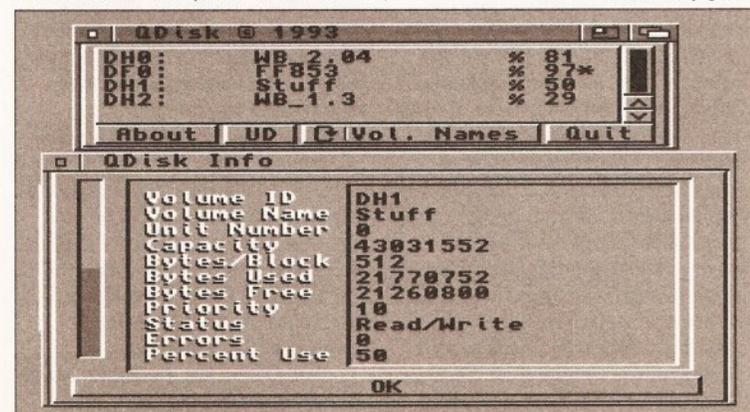 QDisk © 1993
DH0: WB_2.04 % 81
DF0: FF853 % 97*
DH1: Stuff % 50
DH2: WB_1.3 % 29
About UD Vol. Names Quit
QDisk Info
Volume ID DH1
Volume Name Stuff
Unit Number 0
Capacity 43031552
Bytes/Block 512
Bytes Used 21770752
Bytes Free 21260800
Priority 10
Status Read/Write
Errors 0
Percent Use 50
OK